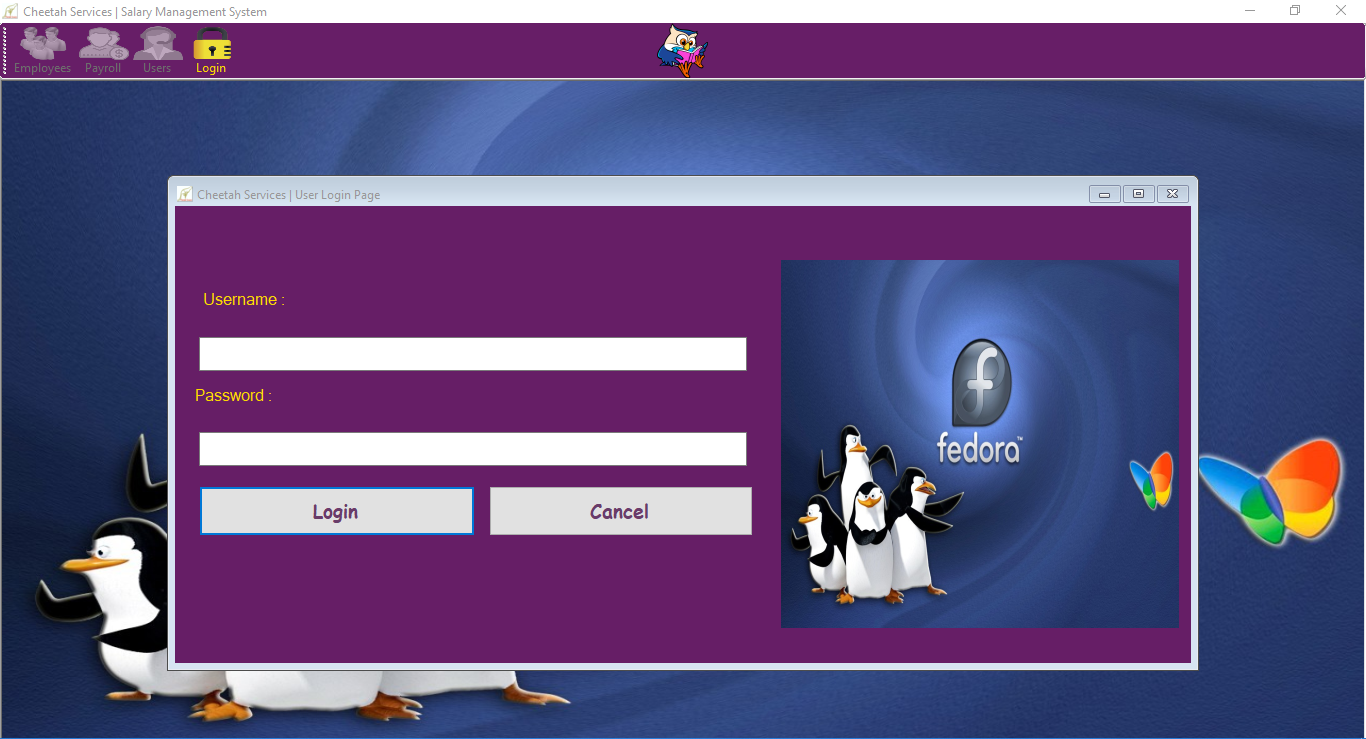 Cheetah Services | Salary Management System
Employees Payroll Users Login
Cheetah Services | User Login Page
Username :
Password :
Login Cancel
fedora™